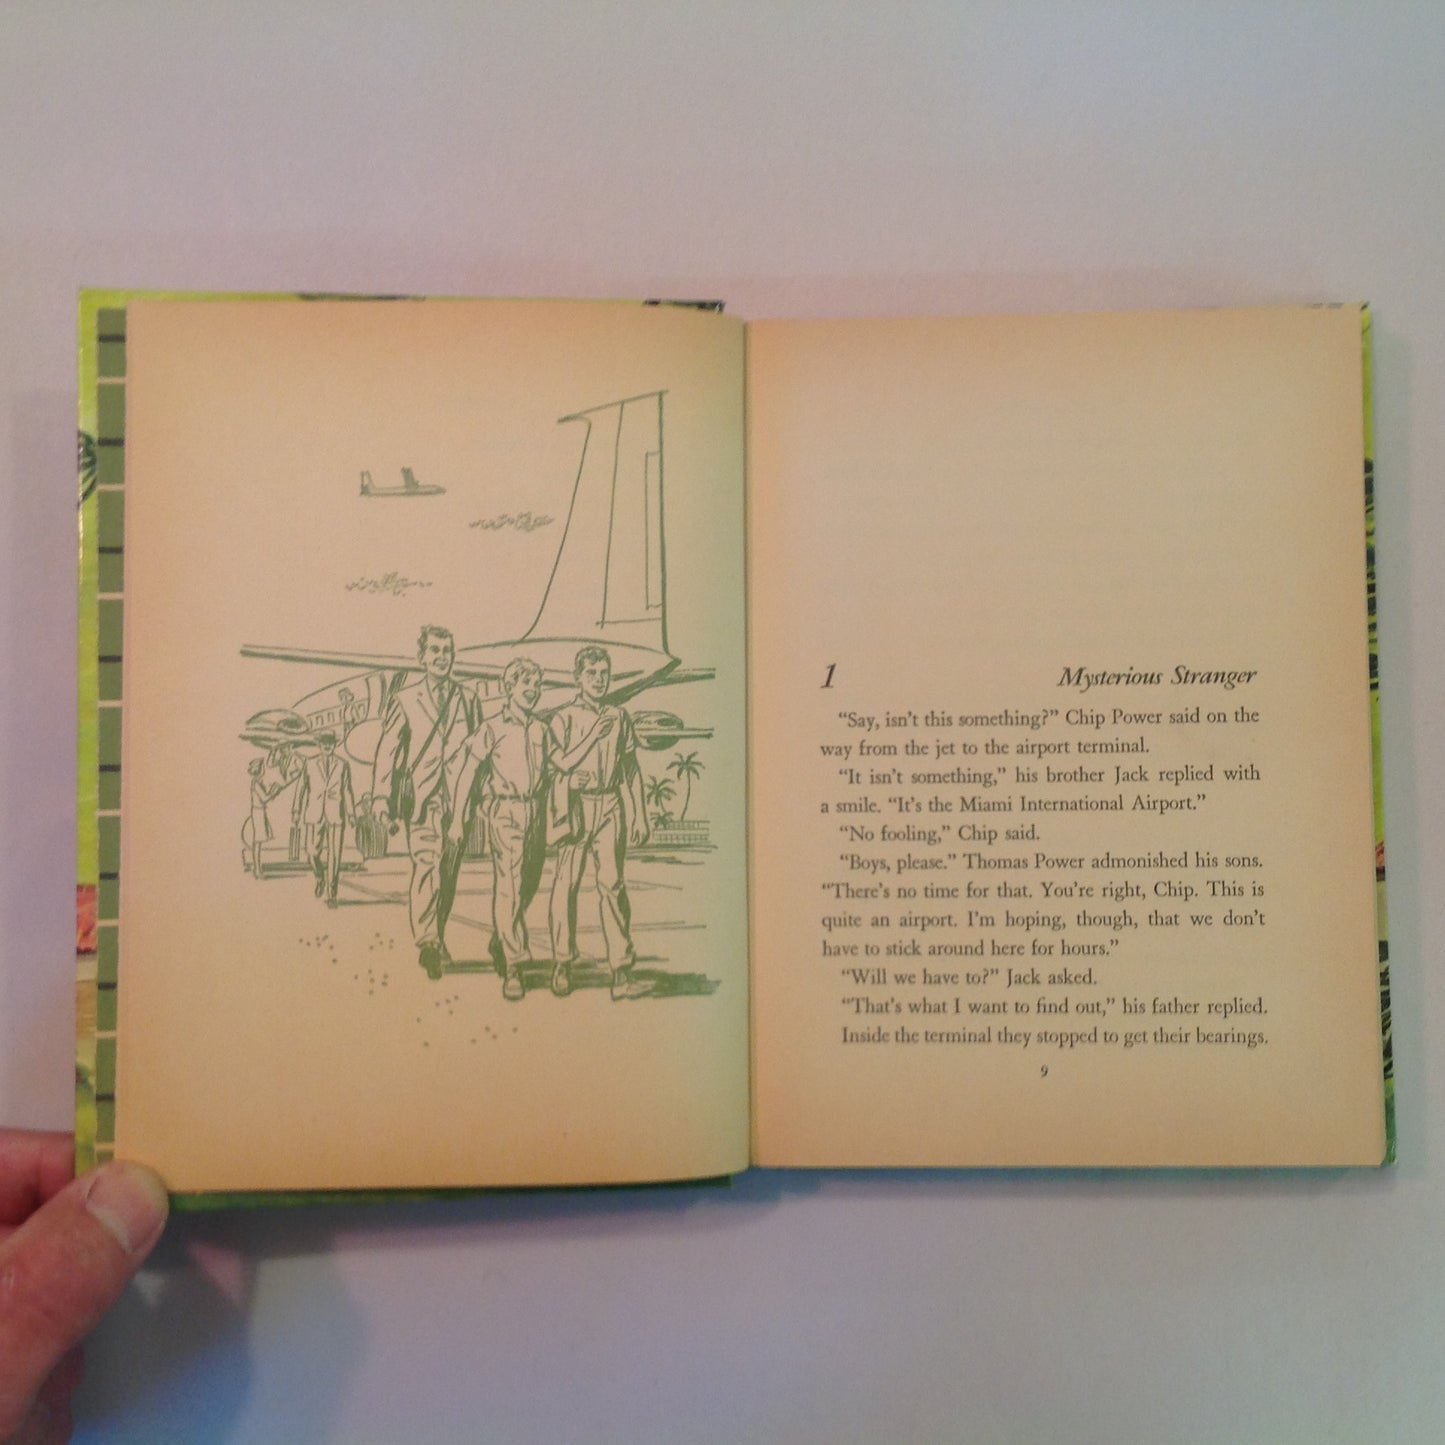 1 Mysterious Stranger
“Say, isn’t this something?” Chip Power said on the
way from the jet to the airport terminal.
“It isn’t something,” his brother Jack replied with
a smile. “It’s the Miami International Airport.”
“No fooling,” Chip said.
“Boys, please.” Thomas Power admonished his sons.
“There’s no time for that. You’re right, Chip. This is
quite an airport. I’m hoping, though, that we don’t
have to stick around here for hours.”
“Will we have to?” Jack asked.
“That’s what I want to find out,” his father replied.
Inside the terminal they stopped to get their bearings.
9